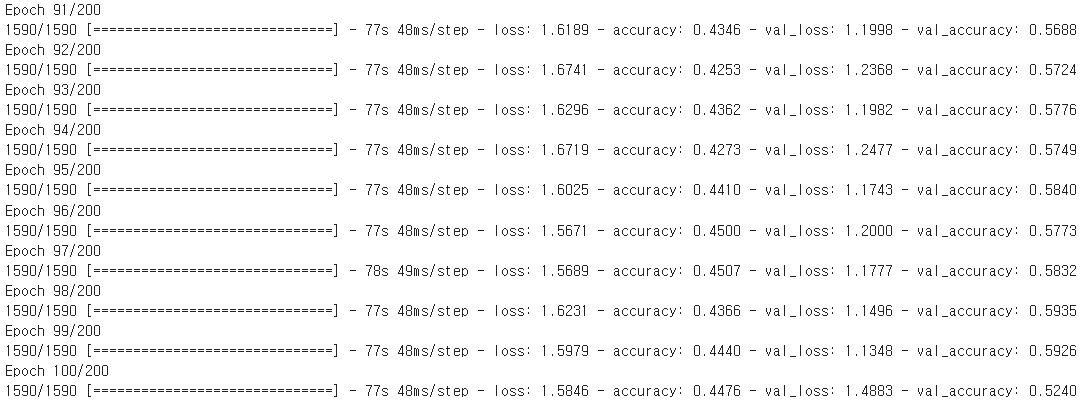 Epoch 91/200
1590/1590 [==============================] - 77s 48ms/step - loss: 1.6189 - accuracy: 0.4346 - val_loss: 1.1998 - val_accuracy: 0.5688
Epoch 92/200
1590/1590 [==============================] - 77s 48ms/step - loss: 1.6741 - accuracy: 0.4253 - val_loss: 1.2368 - val_accuracy: 0.5724
Epoch 93/200
1590/1590 [==============================] - 77s 48ms/step - loss: 1.6296 - accuracy: 0.4362 - val_loss: 1.1982 - val_accuracy: 0.5776
Epoch 94/200
1590/1590 [==============================] - 77s 48ms/step - loss: 1.6719 - accuracy: 0.4273 - val_loss: 1.2477 - val_accuracy: 0.5749
Epoch 95/200
1590/1590 [==============================] - 77s 48ms/step - loss: 1.6025 - accuracy: 0.4410 - val_loss: 1.1743 - val_accuracy: 0.5840
Epoch 96/200
1590/1590 [==============================] - 77s 48ms/step - loss: 1.5671 - accuracy: 0.4500 - val_loss: 1.2000 - val_accuracy: 0.5773
Epoch 97/200
1590/1590 [==============================] - 78s 49ms/step - loss: 1.5689 - accuracy: 0.4507 - val_loss: 1.1777 - val_accuracy: 0.5832
Epoch 98/200
1590/1590 [==============================] - 77s 48ms/step - loss: 1.6231 - accuracy: 0.4366 - val_loss: 1.1496 - val_accuracy: 0.5935
Epoch 99/200
1590/1590 [==============================] - 77s 48ms/step - loss: 1.5979 - accuracy: 0.4440 - val_loss: 1.1348 - val_accuracy: 0.5926
Epoch 100/200
1590/1590 [==============================] - 77s 48ms/step - loss: 1.5846 - accuracy: 0.4476 - val_loss: 1.4883 - val_accuracy: 0.5240